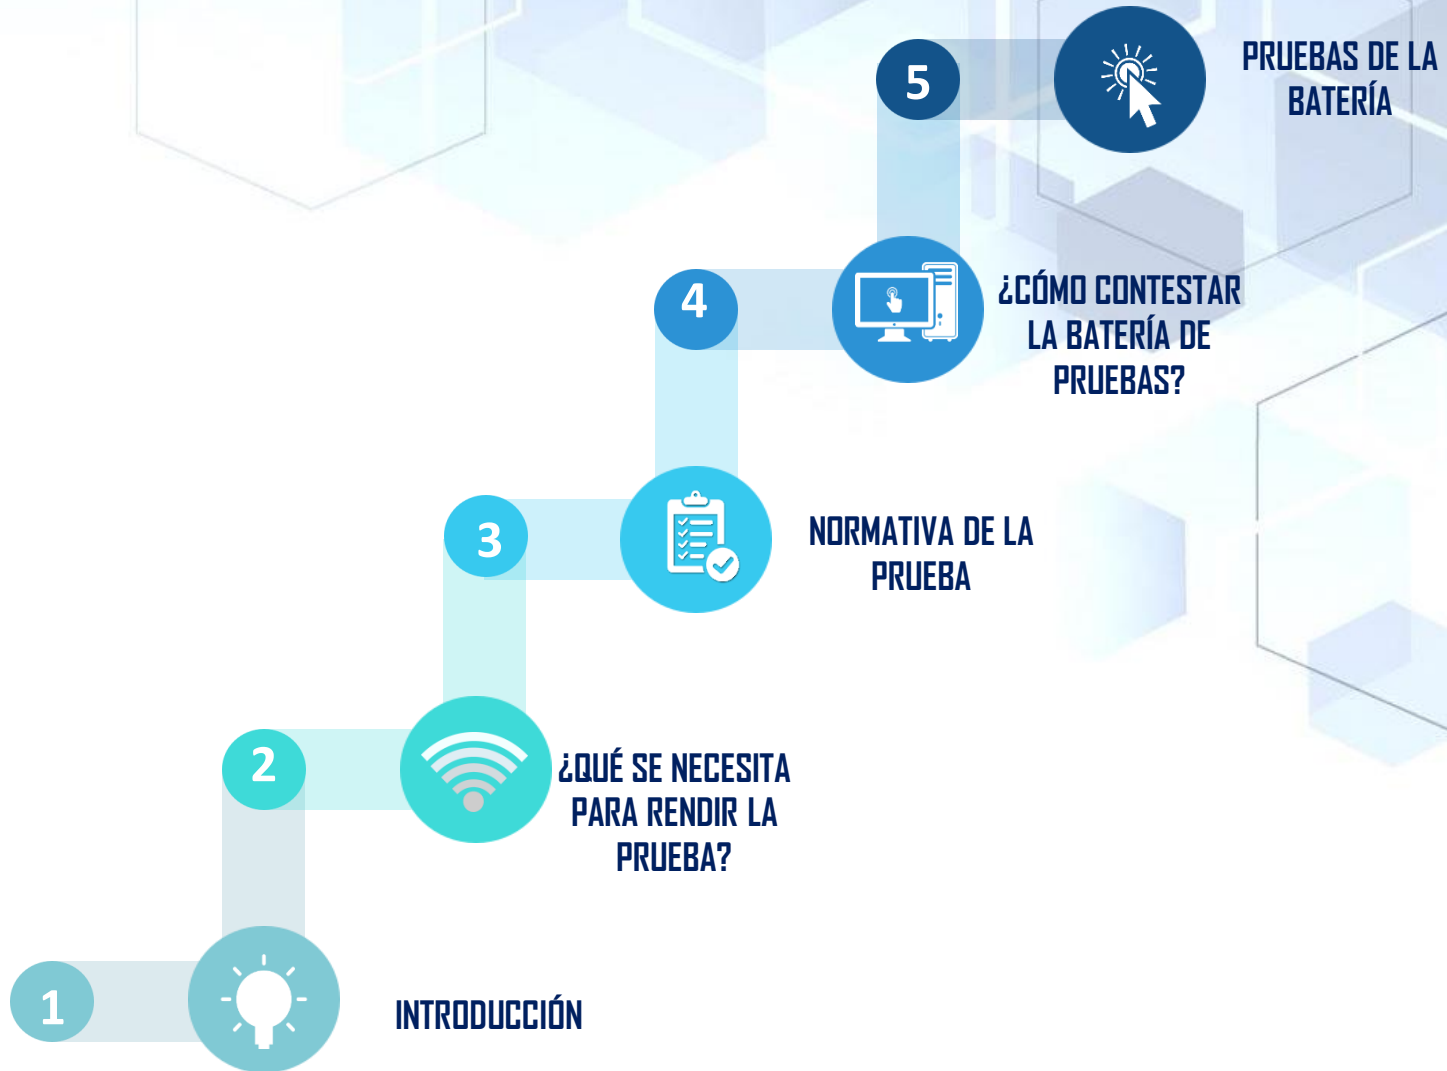 5
PRUEBAS DE LA
BATERÍA
4
¿CÓMO CONTESTAR
LA BATERÍA DE
PRUEBAS?
3
NORMATIVA DE LA
PRUEBA
2
¿QUÉ SE NECESITA
PARA RENDIR LA
PRUEBA?
1
INTRODUCCIÓN